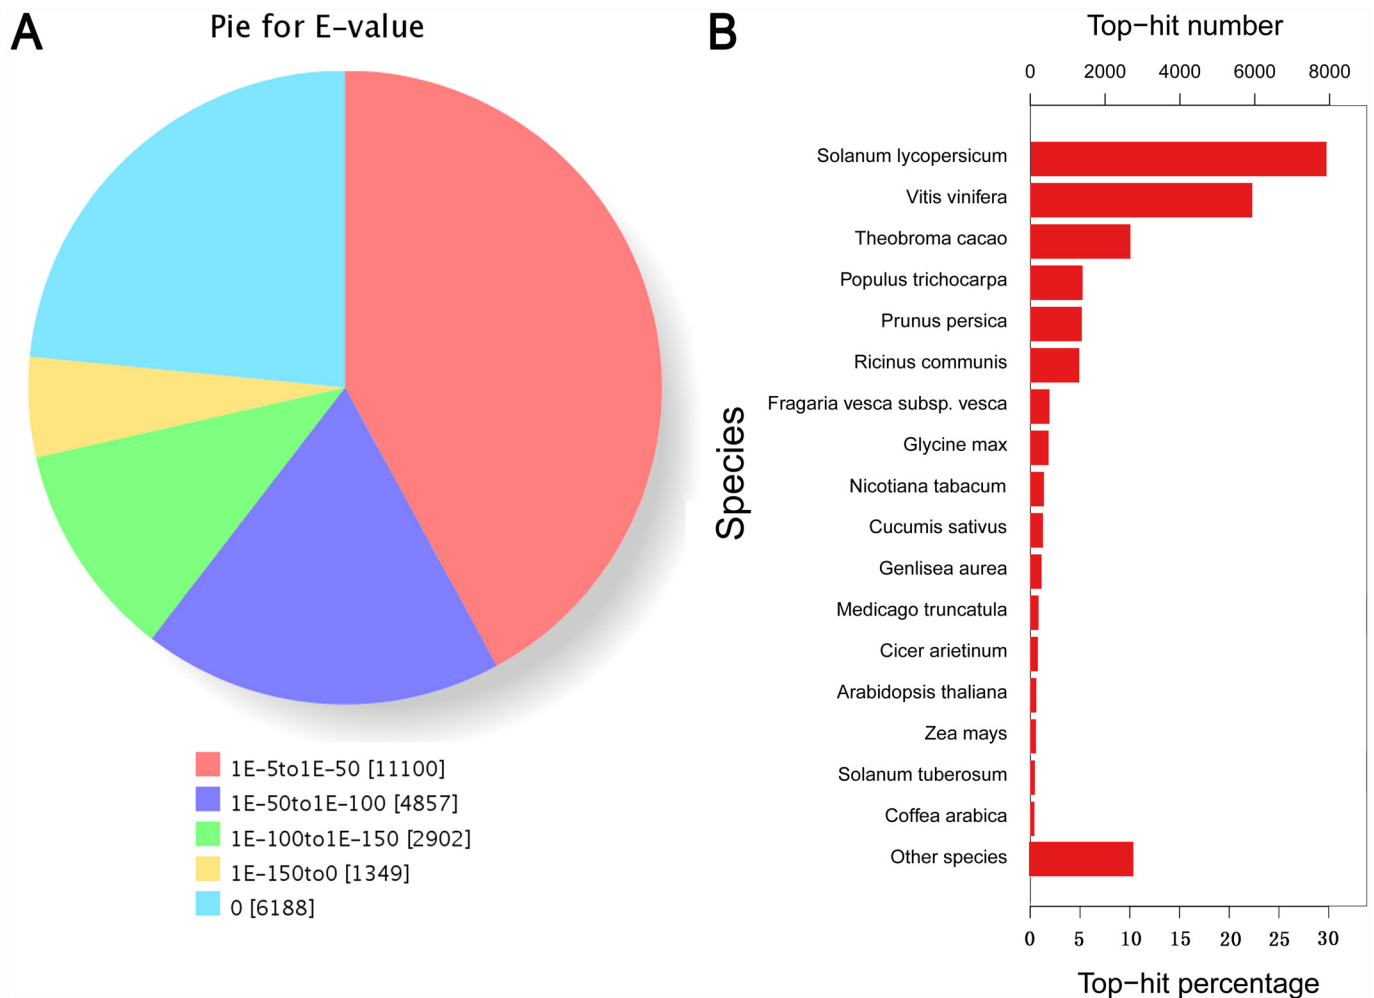 A
Pie for E-value
1E-5to1E-50 [11100]
1E-50to1E-100 [4857]
1E-100to1E-150 [2902]
1E-150to0 [1349]
0 [6188]
B
Top-hit number
0 2000 4000 6000 8000
Species
Solanum lycopersicum
Vitis vinifera
Theobroma cacao
Populus trichocarpa
Prunus persica
Ricinus communis
Fragaria vesca subsp. vesca
Glycine max
Nicotiana tabacum
Cucumis sativus
Genlisea aurea
Medicago truncatula
Cicer arietinum
Arabidopsis thaliana
Zea mays
Solanum tuberosum
Coffea arabica
Other species
0 5 10 15 20 25 30
Top-hit percentage